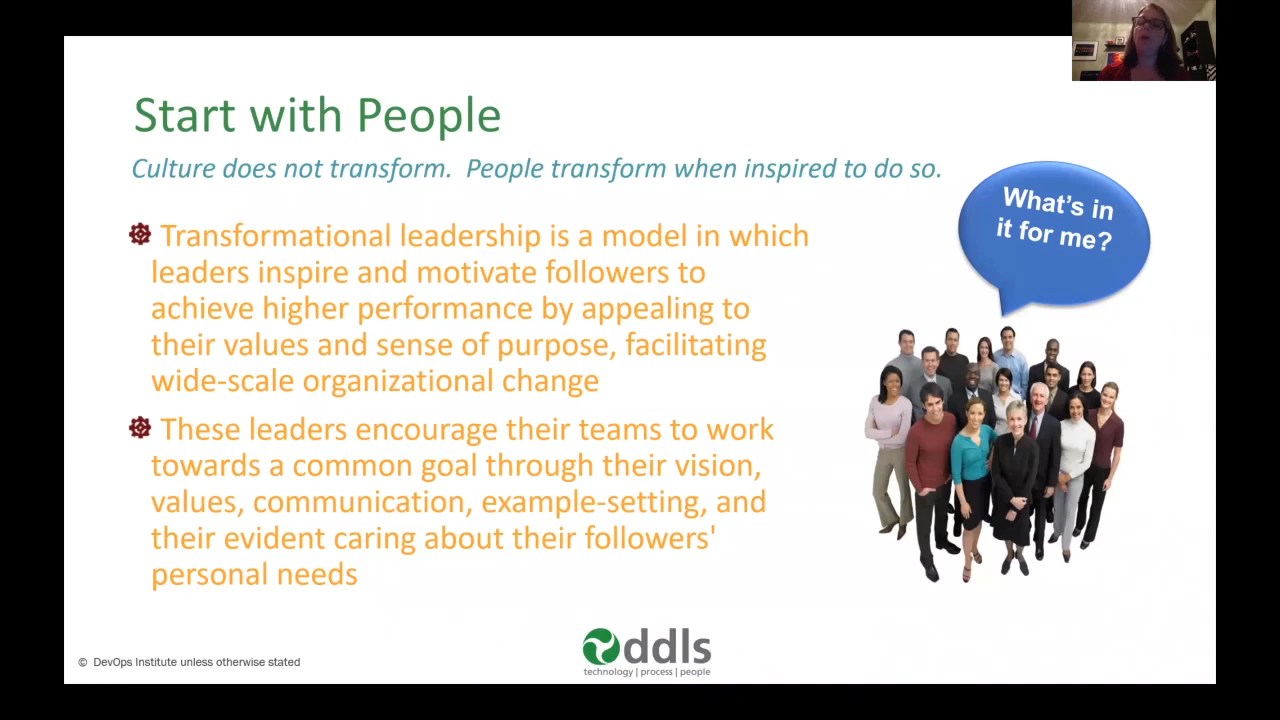 Start with People
Culture does not transform.  People transform when inspired to do so.
What's in
it for me?
Transformational leadership is a model in which
leaders inspire and motivate followers to
achieve higher performance by appealing to
their values and sense of purpose, facilitating
wide-scale organizational change
These leaders encourage their teams to work
towards a common goal through their vision,
values, communication, example-setting, and
their evident caring about their followers'
personal needs
© DevOps Institute unless otherwise stated
ddls
technology | process | people